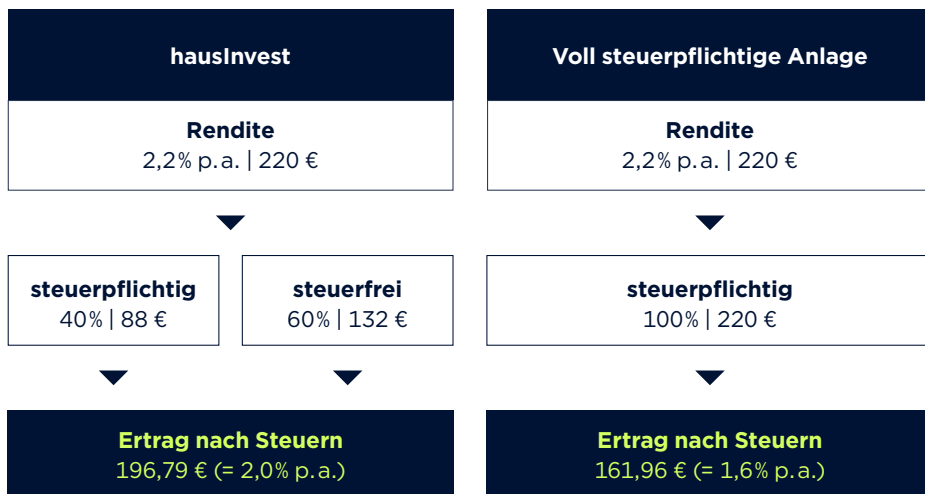 hausInvest
Rendite
2,2% p.a. | 220 €
steuerpflichtig
40% | 88 €
steuerfrei
60% | 132 €
Ertrag nach Steuern
196,79 € (= 2,0% p.a.)
Voll steuerpflichtige Anlage
Rendite
2,2% p.a. | 220 €
steuerpflichtig
100% | 220 €
Ertrag nach Steuern
161,96 € (= 1,6% p.a.)